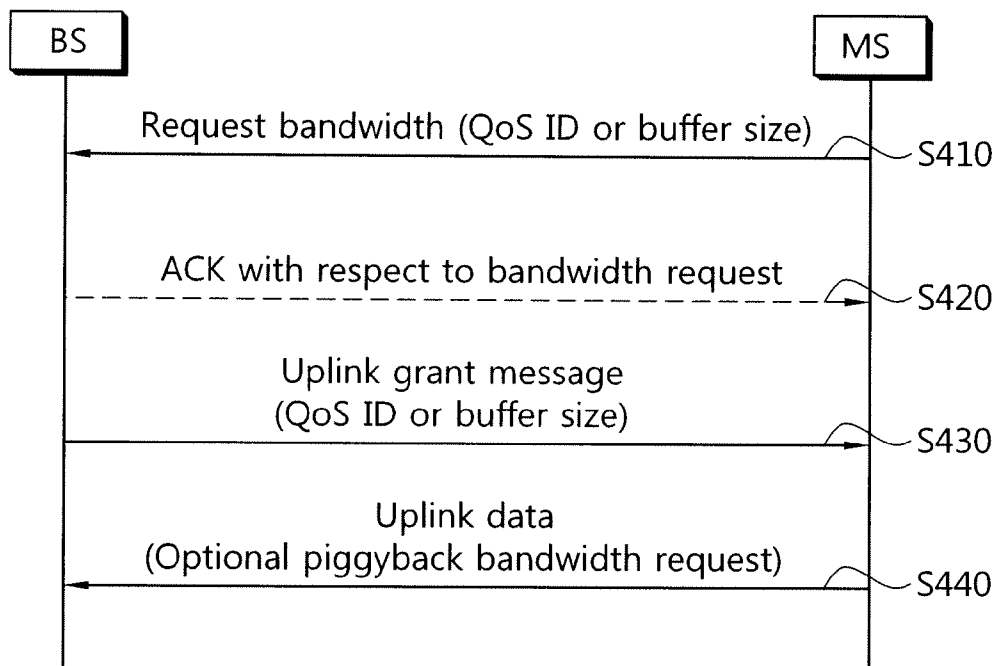 BS
MS
Request bandwidth (QoS ID or buffer size)
S410
ACK with respect to bandwidth request
S420
Uplink grant message
(QoS ID or buffer size)
S430
Uplink data
(Optional piggyback bandwidth request)
S440